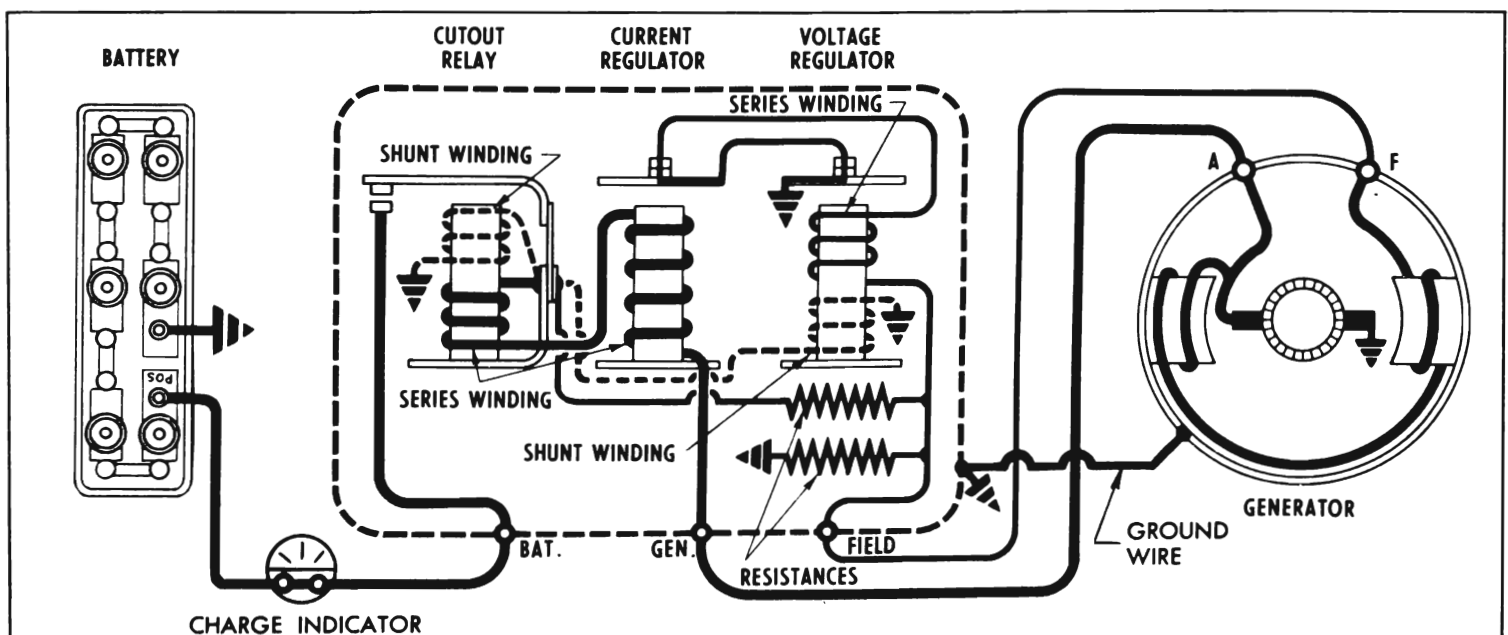 BATTERY
CUTOUT
RELAY
CURRENT
REGULATOR
VOLTAGE
REGULATOR
SERIES WINDING
SHUNT WINDING
A
F
POS
SERIES WINDING
SHUNT WINDING
GENERATOR
BAT.
GEN.
FIELD
GROUND
WIRE
RESISTANCES
CHARGE INDICATOR